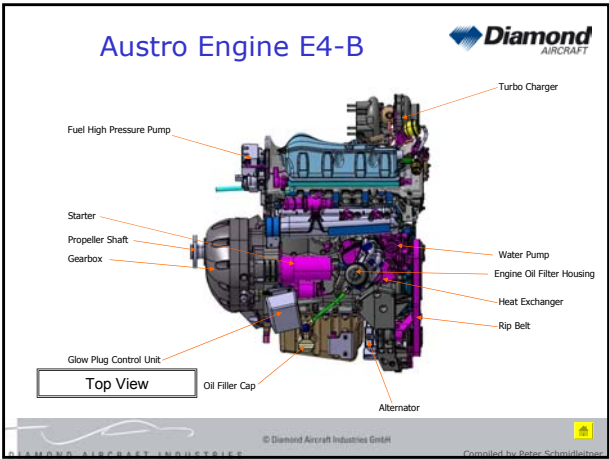 Austro Engine E4-B
Diamond
AIRCRAFT
Turbo Charger
Fuel High Pressure Pump
Starter
Propeller Shaft
Gearbox
Water Pump
Engine Oil Filter Housing
Heat Exchanger
Rip Belt
Glow Plug Control Unit
Top View
Oil Filler Cap
Alternator
© Diamond Aircraft Industries GmbH
DIAMOND AIRCRAFT INDUSTRIES
Compiled by Peter Schmidleitner